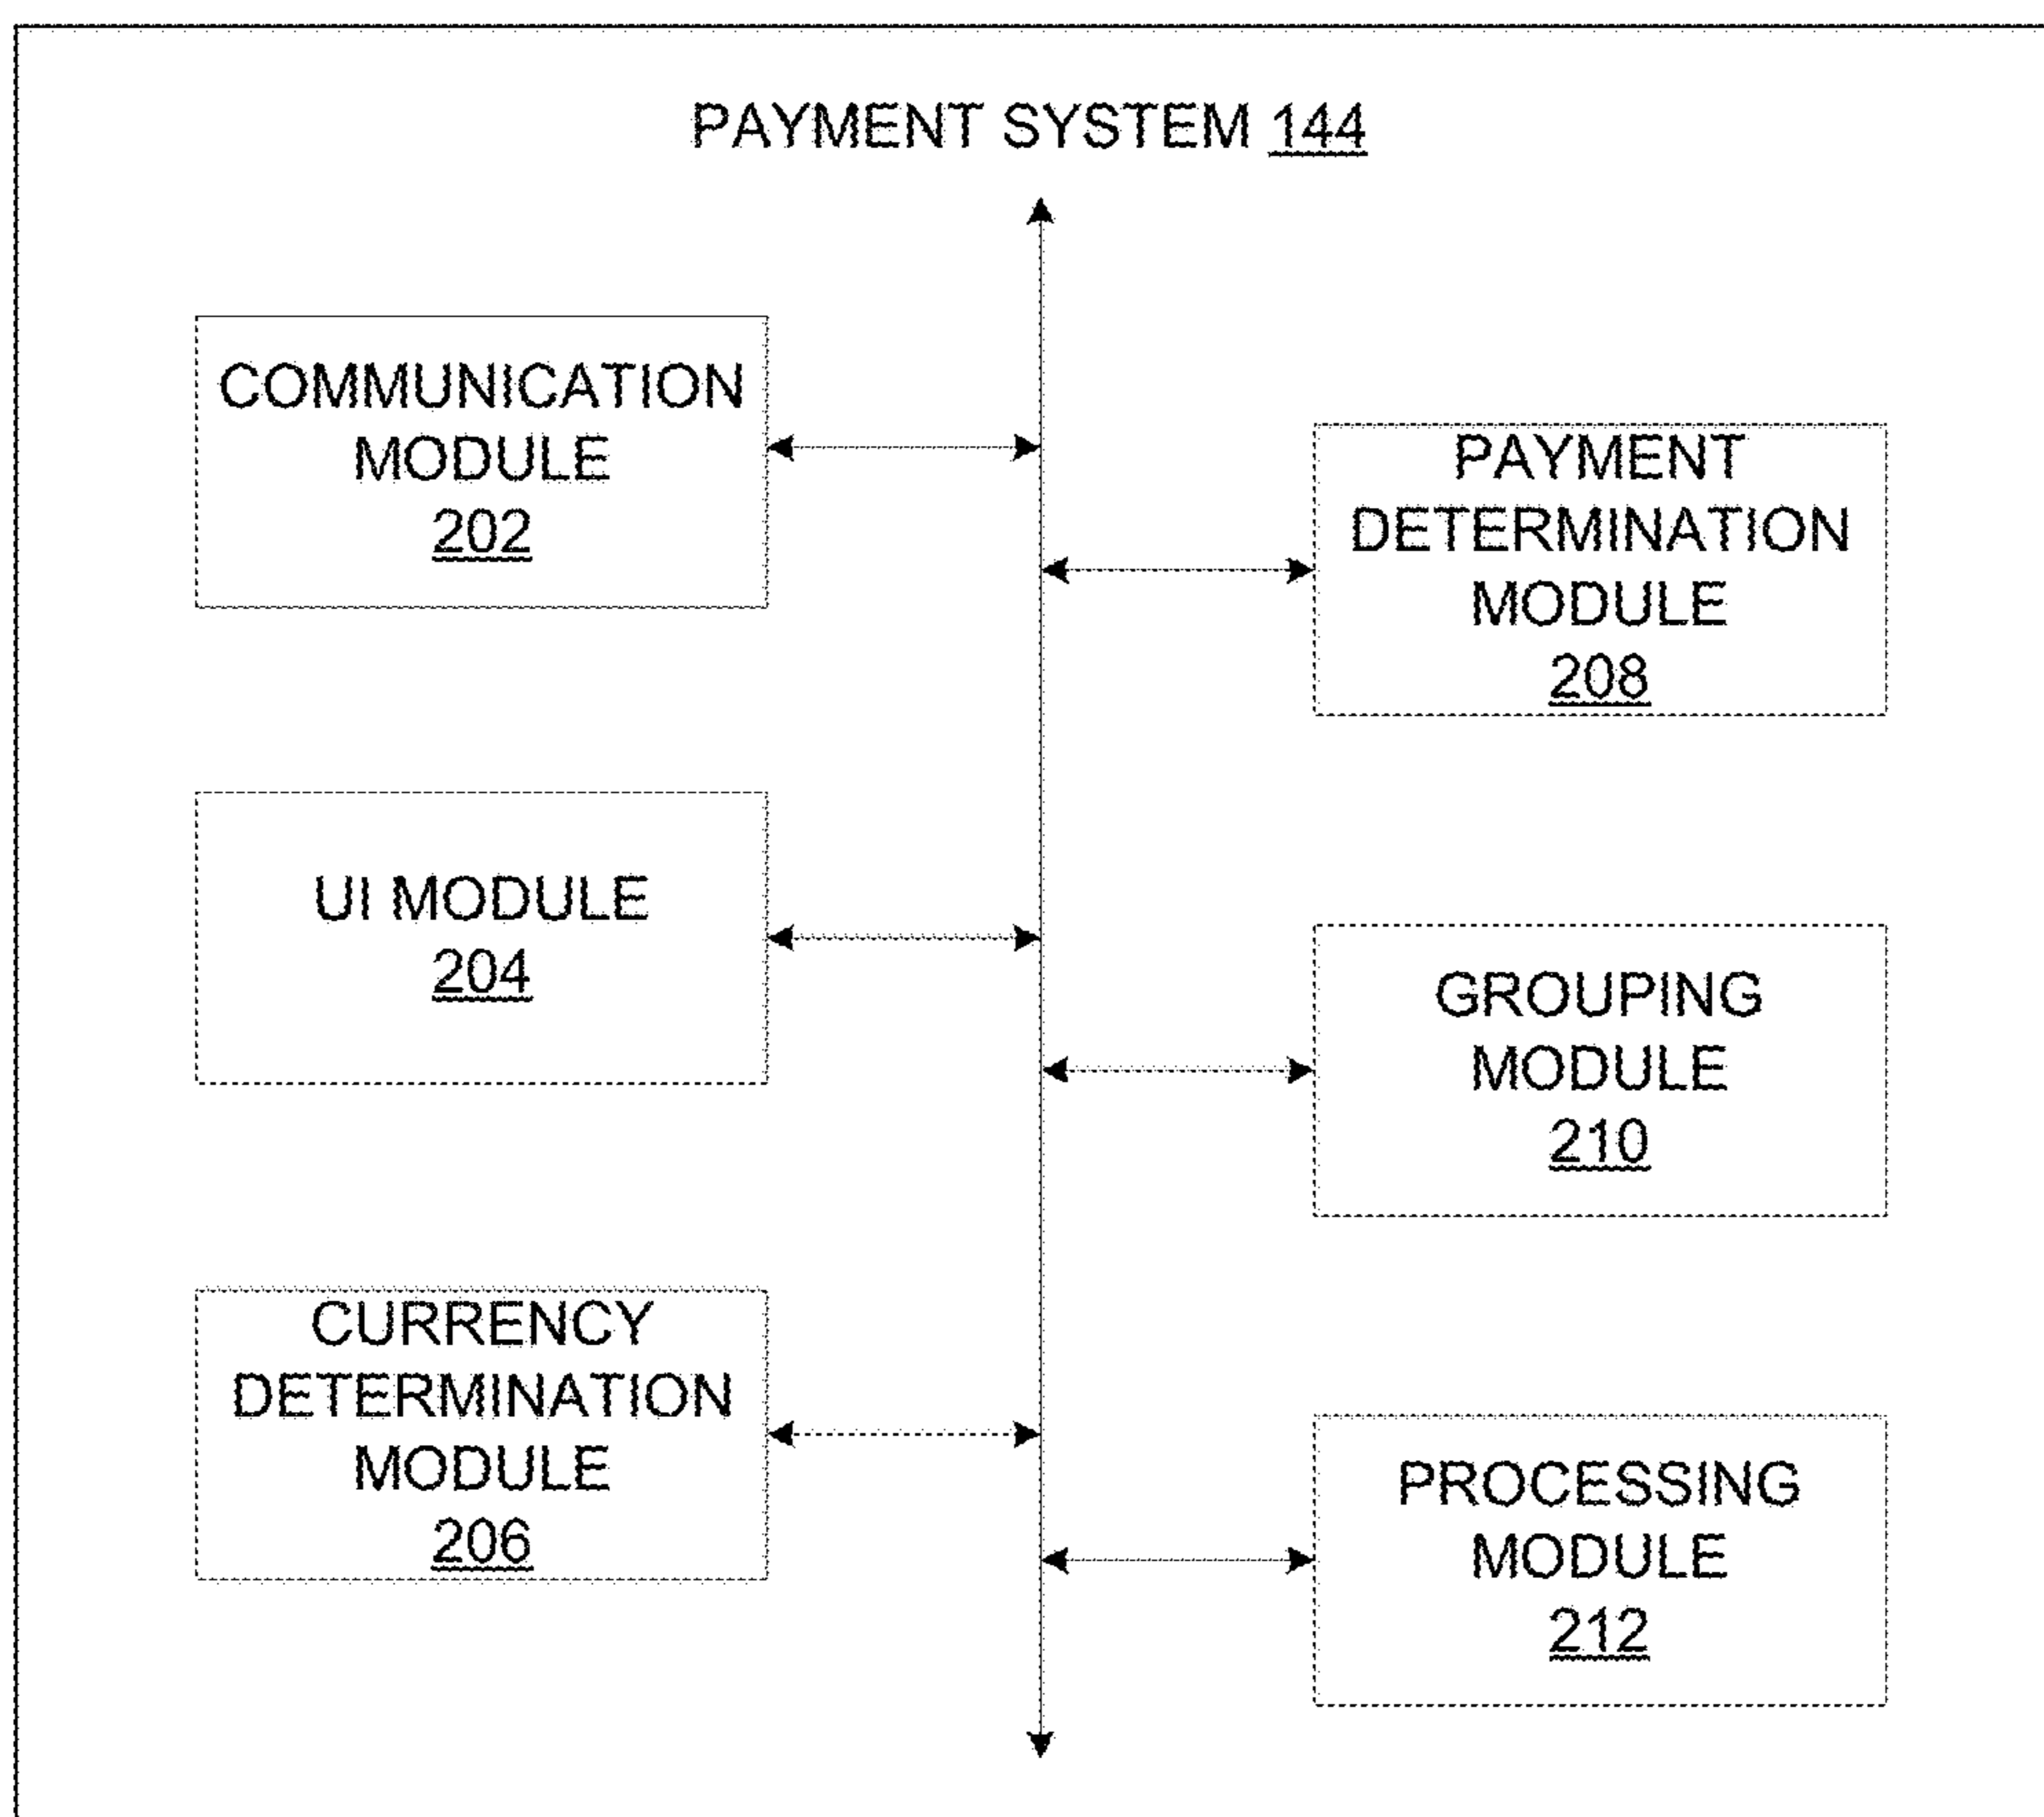 PAYMENT SYSTEM 144
COMMUNICATION
MODULE
202
PAYMENT
DETERMINATION
MODULE
208
UI MODULE
204
GROUPING
MODULE
210
CURRENCY
DETERMINATION
MODULE
206
PROCESSING
MODULE
212